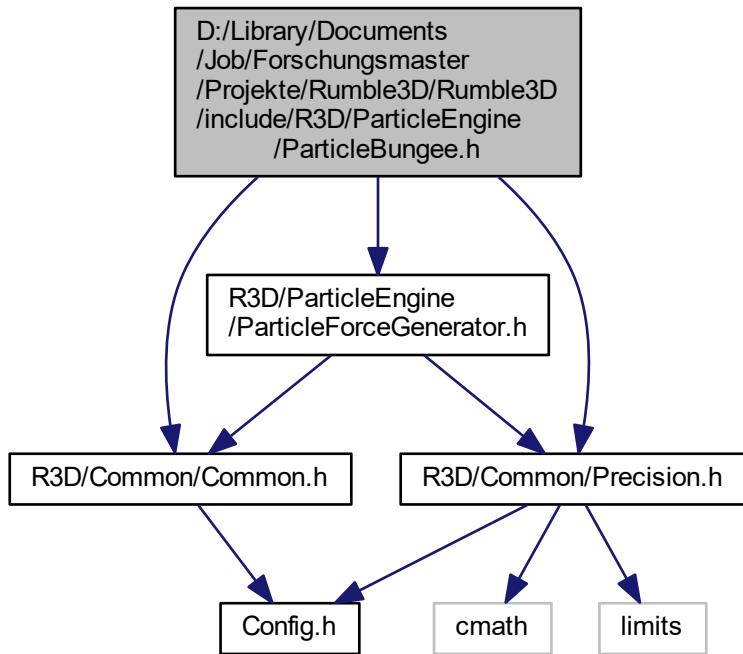 D:/Library/Documents
/Job/Forschungsmaster
/Projekte/Rumble3D/Rumble3D
/include/R3D/ParticleEngine
/ParticleBungee.h
R3D/ParticleEngine
/ParticleForceGenerator.h
R3D/Common/Common.h
R3D/Common/Precision.h
Config.h
cmath
limits